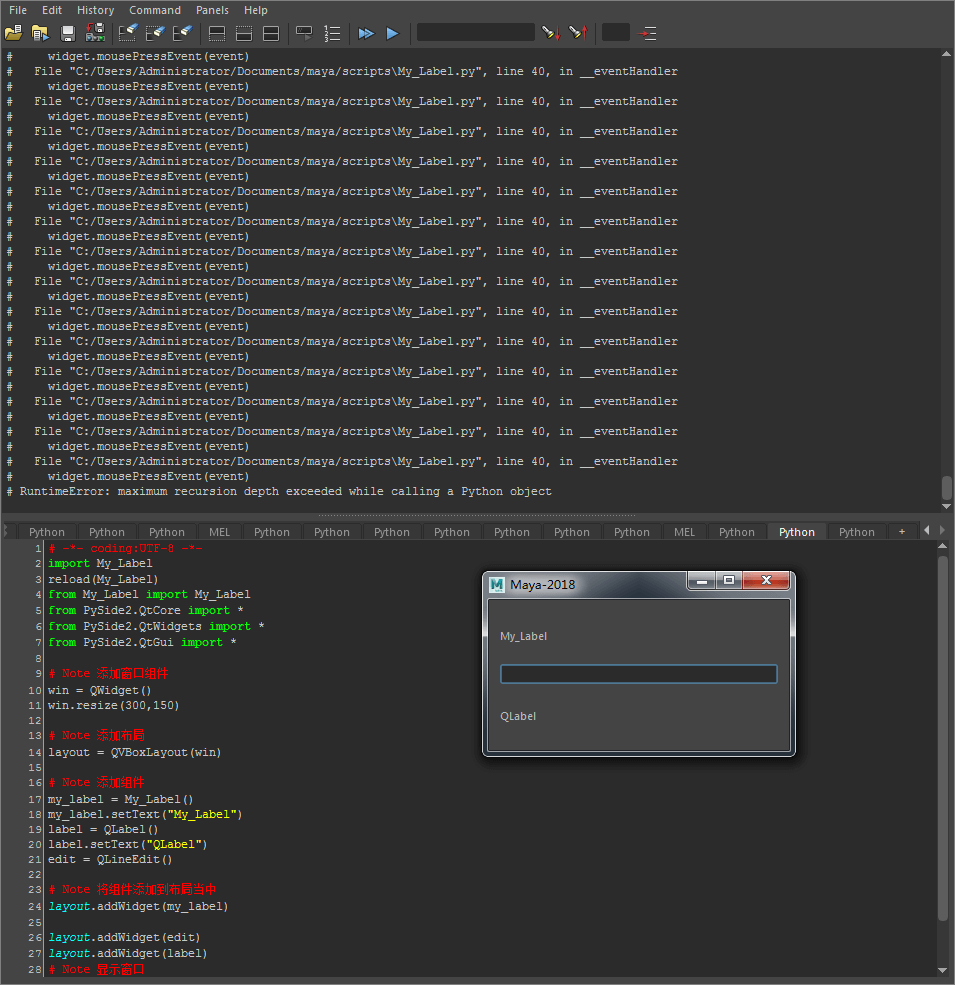 File Edit History Command Panels Help
#     widget.mousePressEvent(event)
#   File "C:/Users/Administrator/Documents/maya/scripts\My_Label.py", line 40, in __eventHandler
#     widget.mousePressEvent(event)
#   File "C:/Users/Administrator/Documents/maya/scripts\My_Label.py", line 40, in __eventHandler
#     widget.mousePressEvent(event)
#   File "C:/Users/Administrator/Documents/maya/scripts\My_Label.py", line 40, in __eventHandler
#     widget.mousePressEvent(event)
#   File "C:/Users/Administrator/Documents/maya/scripts\My_Label.py", line 40, in __eventHandler
#     widget.mousePressEvent(event)
#   File "C:/Users/Administrator/Documents/maya/scripts\My_Label.py", line 40, in __eventHandler
#     widget.mousePressEvent(event)
#   File "C:/Users/Administrator/Documents/maya/scripts\My_Label.py", line 40, in __eventHandler
#     widget.mousePressEvent(event)
#   File "C:/Users/Administrator/Documents/maya/scripts\My_Label.py", line 40, in __eventHandler
#     widget.mousePressEvent(event)
#   File "C:/Users/Administrator/Documents/maya/scripts\My_Label.py", line 40, in __eventHandler
#     widget.mousePressEvent(event)
#   File "C:/Users/Administrator/Documents/maya/scripts\My_Label.py", line 40, in __eventHandler
#     widget.mousePressEvent(event)
#   File "C:/Users/Administrator/Documents/maya/scripts\My_Label.py", line 40, in __eventHandler
#     widget.mousePressEvent(event)
#   File "C:/Users/Administrator/Documents/maya/scripts\My_Label.py", line 40, in __eventHandler
#     widget.mousePressEvent(event)
#   File "C:/Users/Administrator/Documents/maya/scripts\My_Label.py", line 40, in __eventHandler
#     widget.mousePressEvent(event)
#   File "C:/Users/Administrator/Documents/maya/scripts\My_Label.py", line 40, in __eventHandler
#     widget.mousePressEvent(event)
#   File "C:/Users/Administrator/Documents/maya/scripts\My_Label.py", line 40, in __eventHandler
#     widget.mousePressEvent(event)
# RuntimeError: maximum recursion depth exceeded while calling a Python object
Python Python Python MEL Python Python Python Python Python Python Python MEL Python Python Python +
1 # -*- coding:UTF-8 -*-
2 import My_Label
3 reload(My_Label)
4 from My_Label import My_Label
5 from PySide2.QtCore import *
6 from PySide2.QtWidgets import *
7 from PySide2.QtGui import *
8
9 # Note 添加窗口组件
10 win = QWidget()
11 win.resize(300,150)
12
13 # Note 添加布局
14 layout = QVBoxLayout(win)
15
16 # Note 添加组件
17 my_label = My_Label()
18 my_label.setText("My_Label")
19 label = QLabel()
20 label.setText("QLabel")
21 edit = QLineEdit()
22
23 # Note 将组件添加到布局当中
24 layout.addWidget(my_label)
25
26 layout.addWidget(edit)
27 layout.addWidget(label)
28 # Note 显示窗口
M Maya-2018
My_Label
QLabel